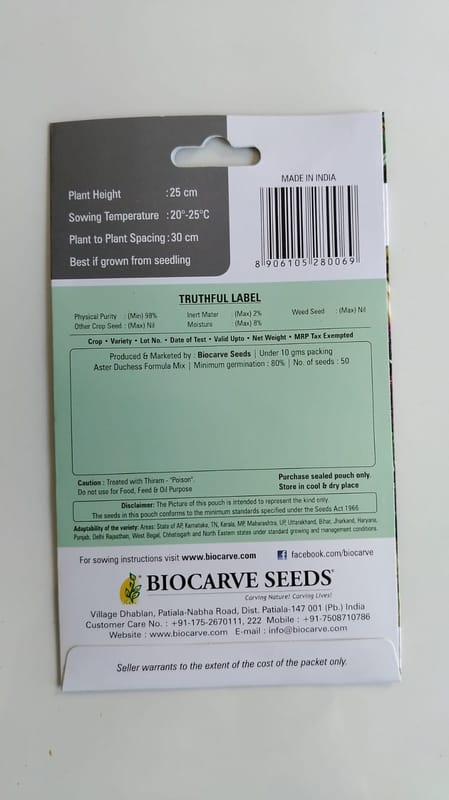 Plant Height : 25 cm
Sowing Temperature : 20°-25°C
Plant to Plant Spacing : 30 cm
Best if grown from seedling
MADE IN INDIA
8 906105 280069
TRUTHFUL LABEL
Physical Purity : (Min) 98% Inert Mater : (Max) 2% Weed Seed : (Max) Nil
Other Crop Seed : (Max) Nil Moisture : (Max) 8%
Crop • Variety • Lot No. • Date of Test • Valid Upto • Net Weight • MRP Tax Exempted
Produced & Marketed by : Biocarve Seeds | Under 10 gms packing
Aster Duchess Formula Mix | Minimum germination : 80% | No. of seeds : 50
Caution : Treated with Thiram - "Poison".
Do not use for Food, Feed & Oil Purpose
Purchase sealed pouch only.
Store in cool & dry place
Disclaimer: The Picture of this pouch is intended to represent the kind only.
The seeds in this pouch conforms to the minimum standards specified under the Seeds Act 1966
Adaptability of the variety: Areas: State of AP, Karnataka, TN, Kerala, MP, Maharashtra, UP, Uttarakhand, Bihar, Jharkand, Haryana,
Punjab, Delhi Rajasthan, West Begal, Chhetisgarh and North Eastern states under standard growing and management conditions.
For sowing instructions visit www.biocarve.com facebook.com/biocarve
BIOCARVE SEEDS®
Carving Nature! Carving Lives!
Village Dhablan, Patiala-Nabha Road, Dist. Patiala-147 001 (Pb.) India
Customer Care No. : +91-175-2670111, 222 Mobile : +91-7508710786
Website : www.biocarve.com E-mail : info@biocarve.com
Seller warrants to the extent of the cost of the packet only.